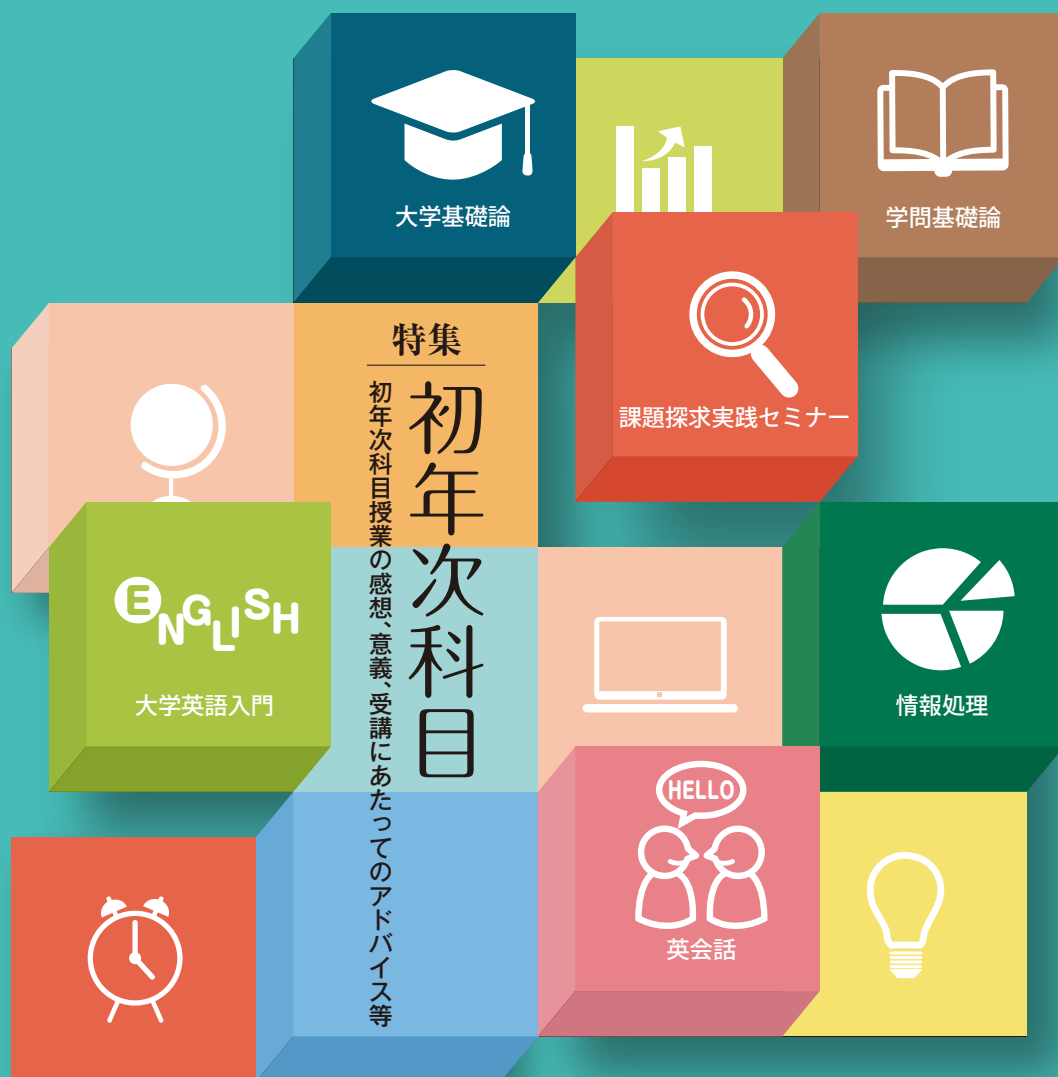 大学基礎論
学問基礎論
課題探求実践セミナー
特集
初年次科目
初年次科目授業の感想、意義、受講にあたってのアドバイス等
ENGLISH
大学英語入門
情報処理
HELLO
英会話